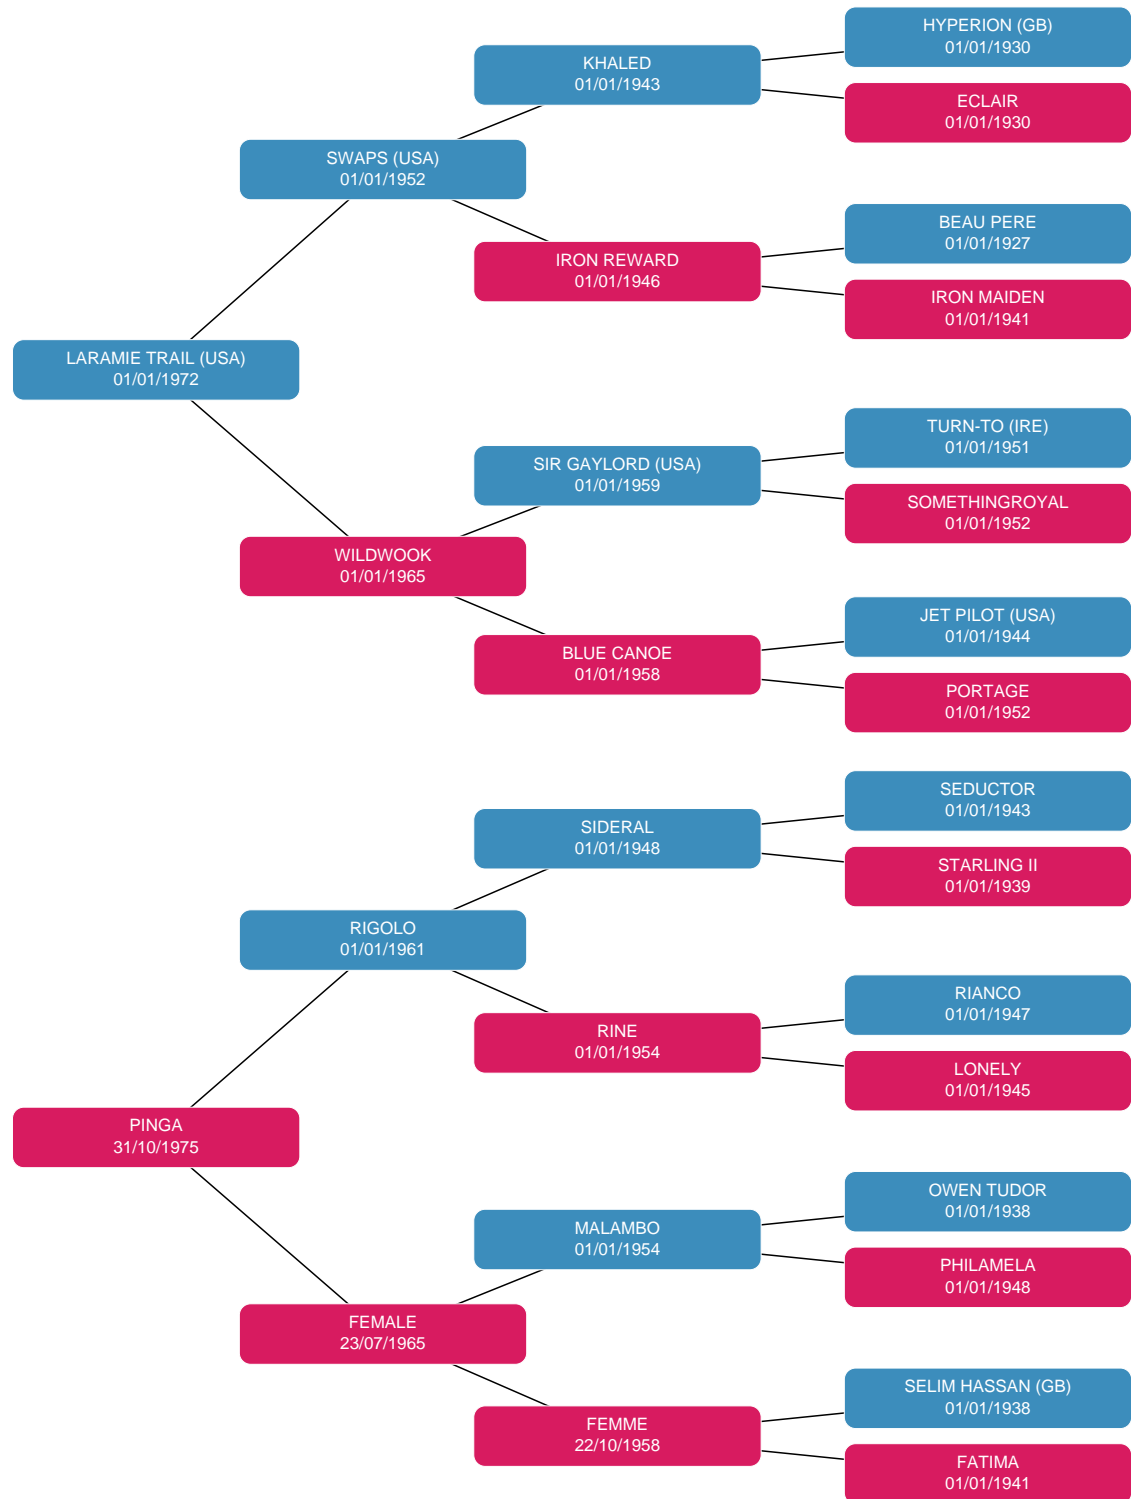 HYPERION (GB)
01/01/1930
KHALED
01/01/1943
ECLAIR
01/01/1930
SWAPS (USA)
01/01/1952
BEAU PERE
01/01/1927
IRON REWARD
01/01/1946
IRON MAIDEN
01/01/1941
LARAMIE TRAIL (USA)
01/01/1972
TURN-TO (IRE)
01/01/1951
SIR GAYLORD (USA)
01/01/1959
SOMETHINGROYAL
01/01/1952
WILDWOOK
01/01/1965
JET PILOT (USA)
01/01/1944
BLUE CANOE
01/01/1958
PORTAGE
01/01/1952
SEDUCTOR
01/01/1943
SIDERAL
01/01/1948
STARLING II
01/01/1939
RIGOLO
01/01/1961
RIANCO
01/01/1947
RINE
01/01/1954
LONELY
01/01/1945
PINGA
31/10/1975
OWEN TUDOR
01/01/1938
MALAMBO
01/01/1954
PHILAMELA
01/01/1948
FEMALE
23/07/1965
SELIM HASSAN (GB)
01/01/1938
FEMME
22/10/1958
FATIMA
01/01/1941